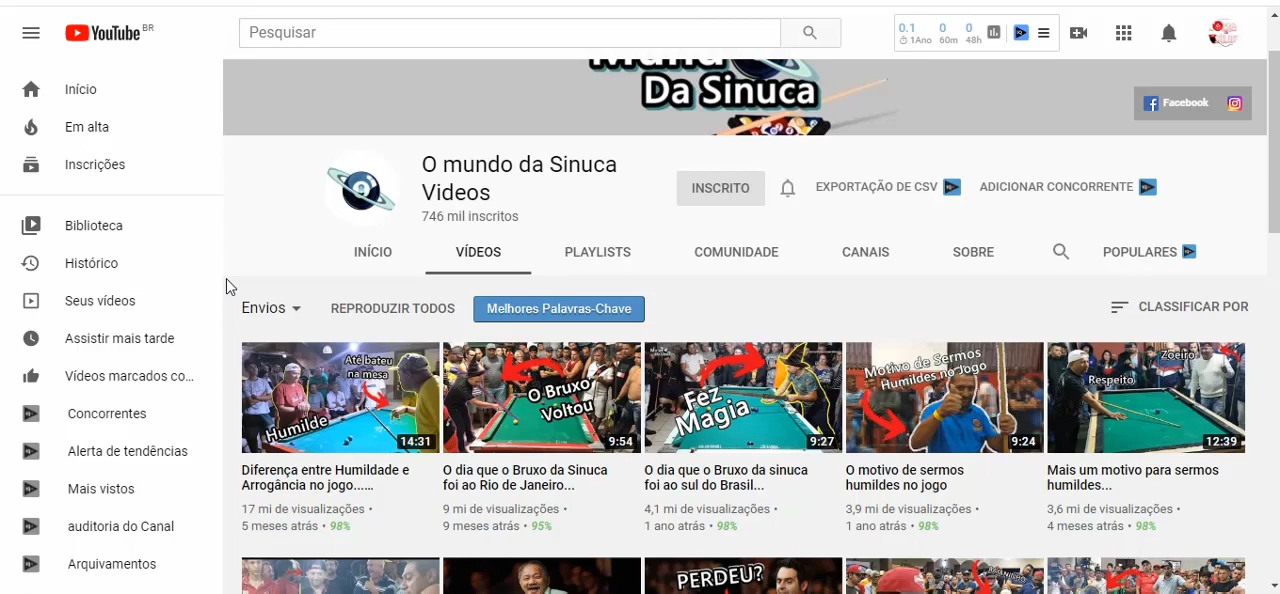 YouTube BR
Pesquisar
0.1 0 0
1Ano 60m 48h
Início
Em alta
Inscrições
Biblioteca
Histórico
Seus vídeos
Assistir mais tarde
Vídeos marcados co...
Concorrentes
Alerta de tendências
Mais vistos
auditoria do Canal
Arquivamentos
Da Sinuca
Facebook
O mundo da Sinuca
Videos
746 mil inscritos
INSCRITO
EXPORTAÇÃO DE CSV
ADICIONAR CONCORRENTE
INÍCIO
VÍDEOS
PLAYLISTS
COMUNIDADE
CANAIS
SOBRE
POPULARES
Envios
REPRODUZIR TODOS
Melhores Palavras-Chave
CLASSIFICAR POR
Até bateu
na mesa
Humilde
14:31
Diferença entre Humildade e
Arrogância no jogo...…
17 mi de visualizações •
5 meses atrás • 98%
O Bruxo
Voltou
9:54
O dia que o Bruxo da Sinuca
foi ao Rio de Janeiro...
9 mi de visualizações •
9 meses atrás • 95%
Fez
Magia
9:27
O dia que o Bruxo da sinuca
foi ao sul do Brasil...
4,1 mi de visualizações •
1 ano atrás • 98%
Motivo de Sermos
Humildes no Jogo
9:24
O motivo de sermos
humildes no jogo
3,9 mi de visualizações •
1 ano atrás • 98%
Zoeiro
Respeito
12:39
Mais um motivo para sermos
humildes...
3,6 mi de visualizações •
4 meses atrás • 98%
PERDEU?